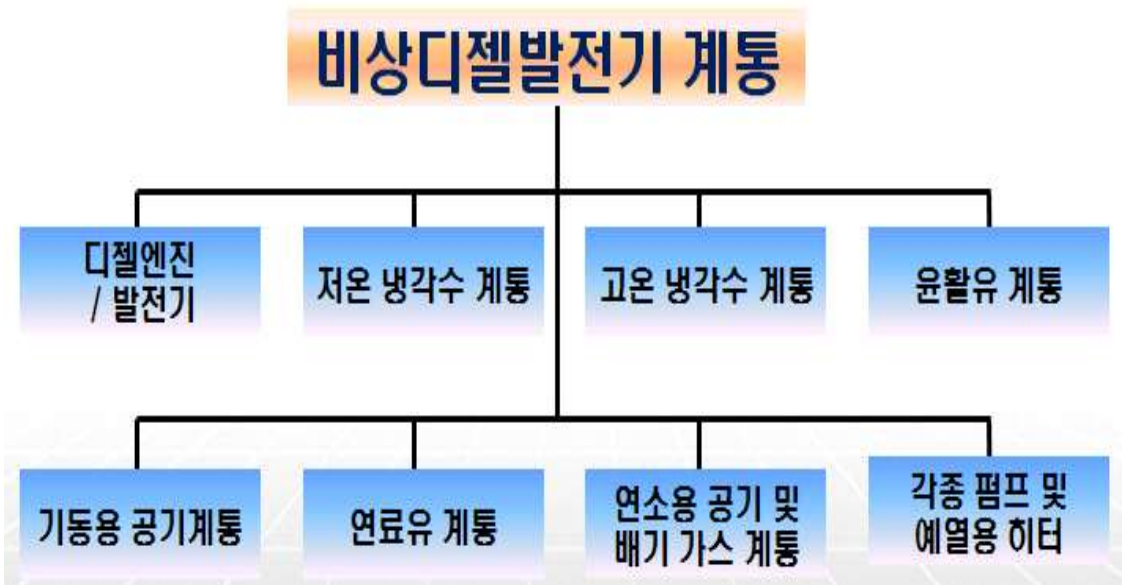 비상디젤발전기 계통
디젤엔진
/ 발전기
저온 냉각수 계통
고온 냉각수 계통
윤활유 계통
기동용 공기계통
연료유 계통
연소용 공기 및
배기 가스 계통
각종 펌프 및
예열용 히터